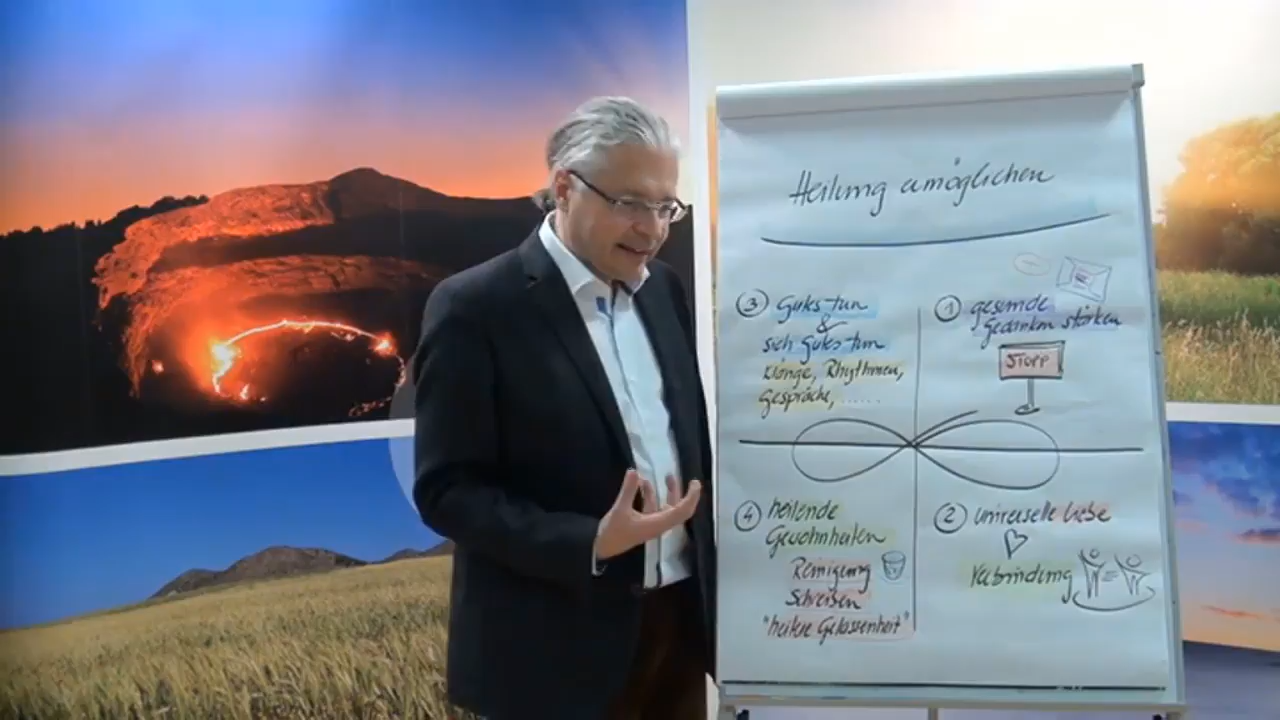 Heilung ermöglichen
① gesunde
Gedanken stärken
STOPP
② universelle Liebe
Verbindung
③ Gutes tun
&
sich Gutes tun
Klänge, Rhythmen,
Gespräche, ......
④ heilende
Gewohnheiten
Reinigung
Schreiben
"heitere Gelassenheit"